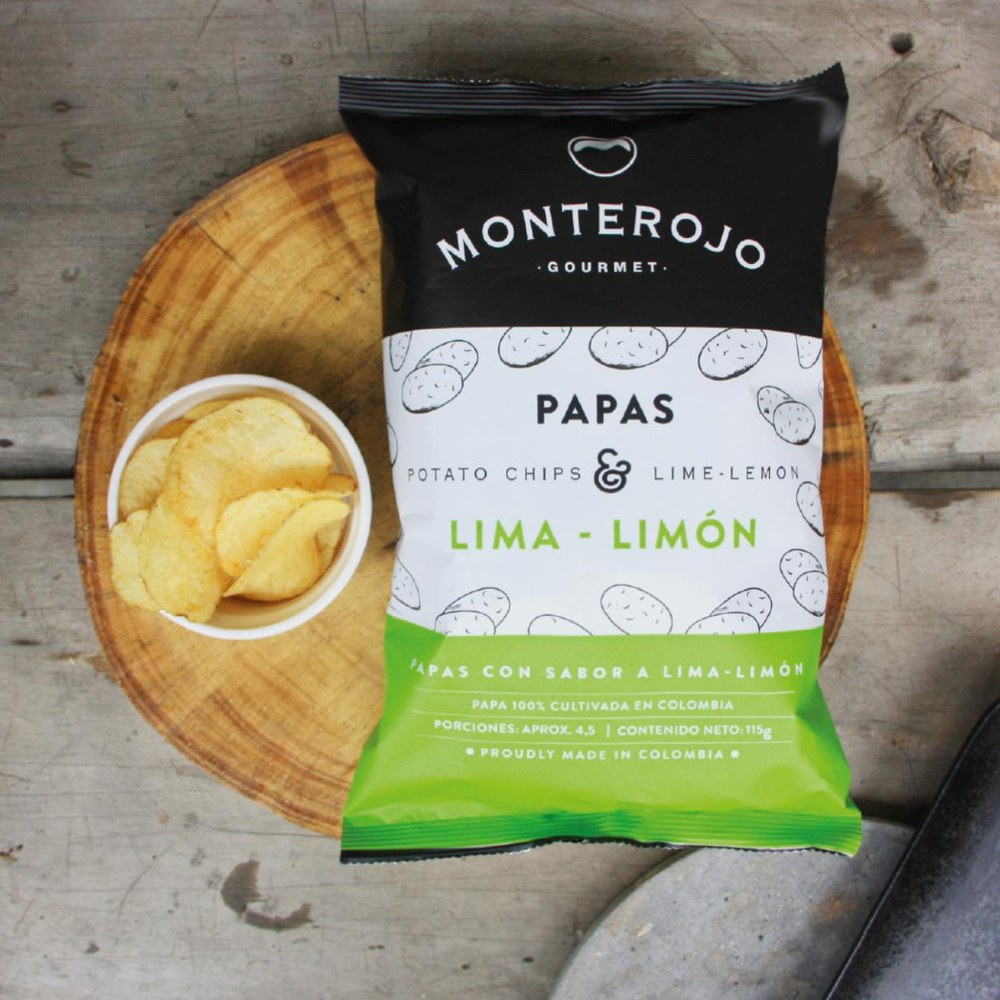 MONTEROJO
·GOURMET·
PAPAS
POTATO CHIPS & LIME-LEMON
LIMA - LIMÓN
PAPAS CON SABOR A LIMA-LIMÓN
PAPA 100% CULTIVADA EN COLOMBIA
PORCIONES: APROX. 4,5 | CONTENIDO NETO: 115g
• PROUDLY MADE IN COLOMBIA •